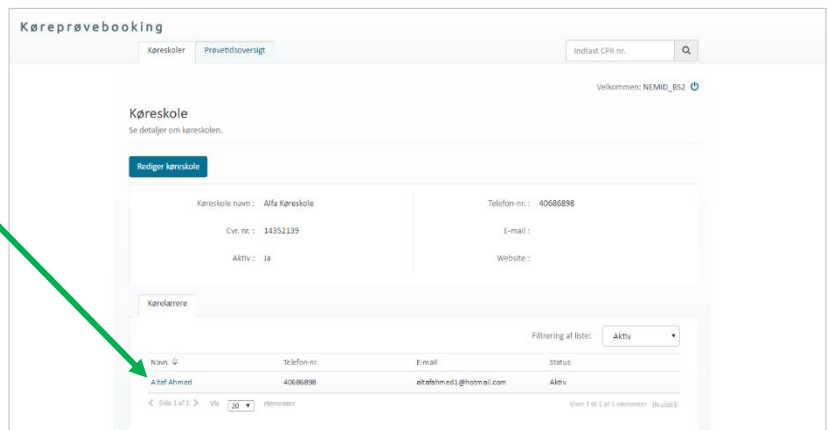 Køreprøvebooking
Køreskoler Prøvetidsoversigt Indtast CPR nr.
Velkommen: NEMID_BS2
Køreskole
Se detaljer om køreskolen.
Rediger køreskole
Køreskole navn : Alfa Køreskole Telefon-nr. : 40686898
Cvr. nr. : 14352139 E-mail :
Aktiv : Ja Website :
Kørelærere
Filtrering af liste: Aktiv
Navn Telefon-nr. E-mail Status
Altaf Ahmed 40686898 altafahmed1@hotmail.com Aktiv
Side 1 af 1 Vis 20 elementer Viser 1 til 1 af 1 elementer